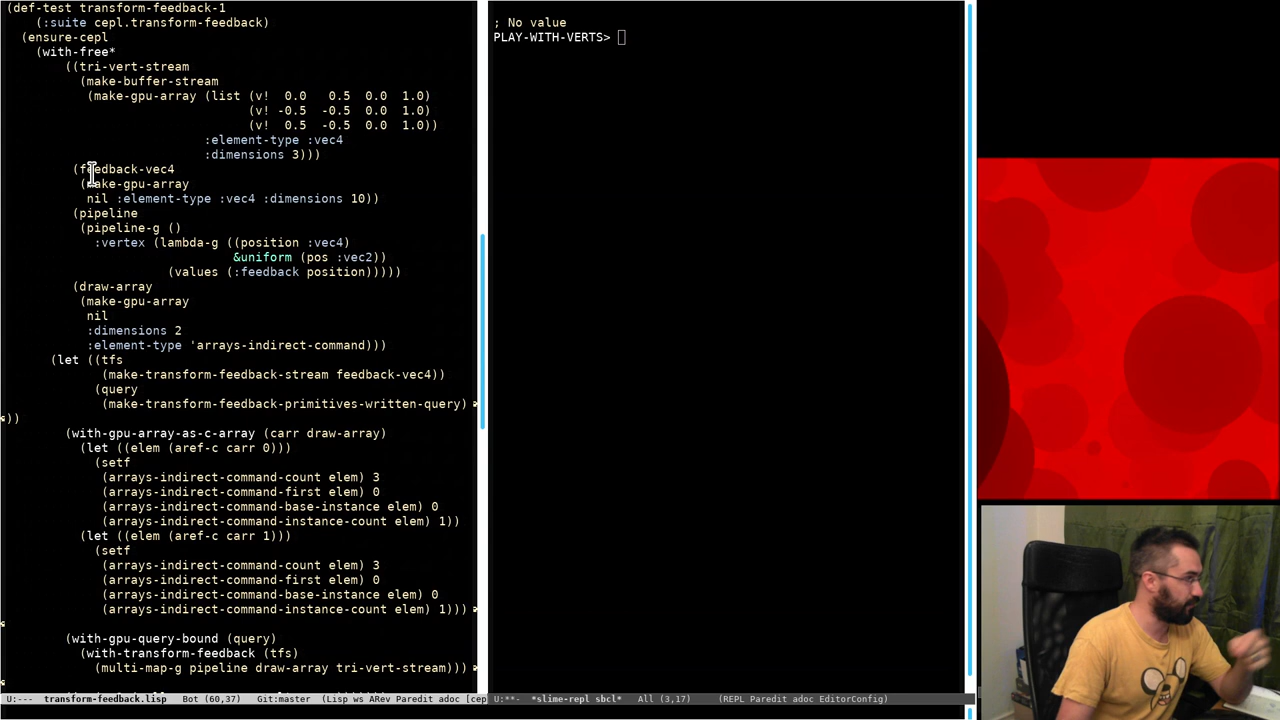 (def-test transform-feedback-1
(:suite cepl.transform-feedback)
(ensure-cepl
(with-free*
((tri-vert-stream
(make-buffer-stream
(make-gpu-array (list (v!  0.0   0.5  0.0  1.0)
(v! -0.5  -0.5  0.0  1.0)
(v!  0.5  -0.5  0.0  1.0))
:element-type :vec4
:dimensions 3)))
(feedback-vec4
(make-gpu-array
nil :element-type :vec4 :dimensions 10))
(pipeline
(pipeline-g ()
:vertex (lambda-g ((position :vec4)
&uniform (pos :vec2))
(values (:feedback position)))))
(draw-array
(make-gpu-array
nil
:dimensions 2
:element-type 'arrays-indirect-command)))
(let ((tfs
(make-transform-feedback-stream feedback-vec4))
(query
(make-transform-feedback-primitives-written-query)
))
(with-gpu-array-as-c-array (carr draw-array)
(let ((elem (aref-c carr 0)))
(setf
(arrays-indirect-command-count elem) 3
(arrays-indirect-command-first elem) 0
(arrays-indirect-command-base-instance elem) 0
(arrays-indirect-command-instance-count elem) 1))
(let ((elem (aref-c carr 1)))
(setf
(arrays-indirect-command-count elem) 3
(arrays-indirect-command-first elem) 0
(arrays-indirect-command-base-instance elem) 0
(arrays-indirect-command-instance-count elem) 1)))
(with-gpu-query-bound (query)
(with-transform-feedback (tfs)
(multi-map-g pipeline draw-array tri-vert-stream)))
U:---  transform-feedback.lisp   Bot (60,37)   Git:master  (Lisp ws ARev Paredit adoc [cep
; No value
PLAY-WITH-VERTS>
U:**-  *slime-repl sbcl*   All (3,17)    (REPL Paredit adoc EditorConfig)